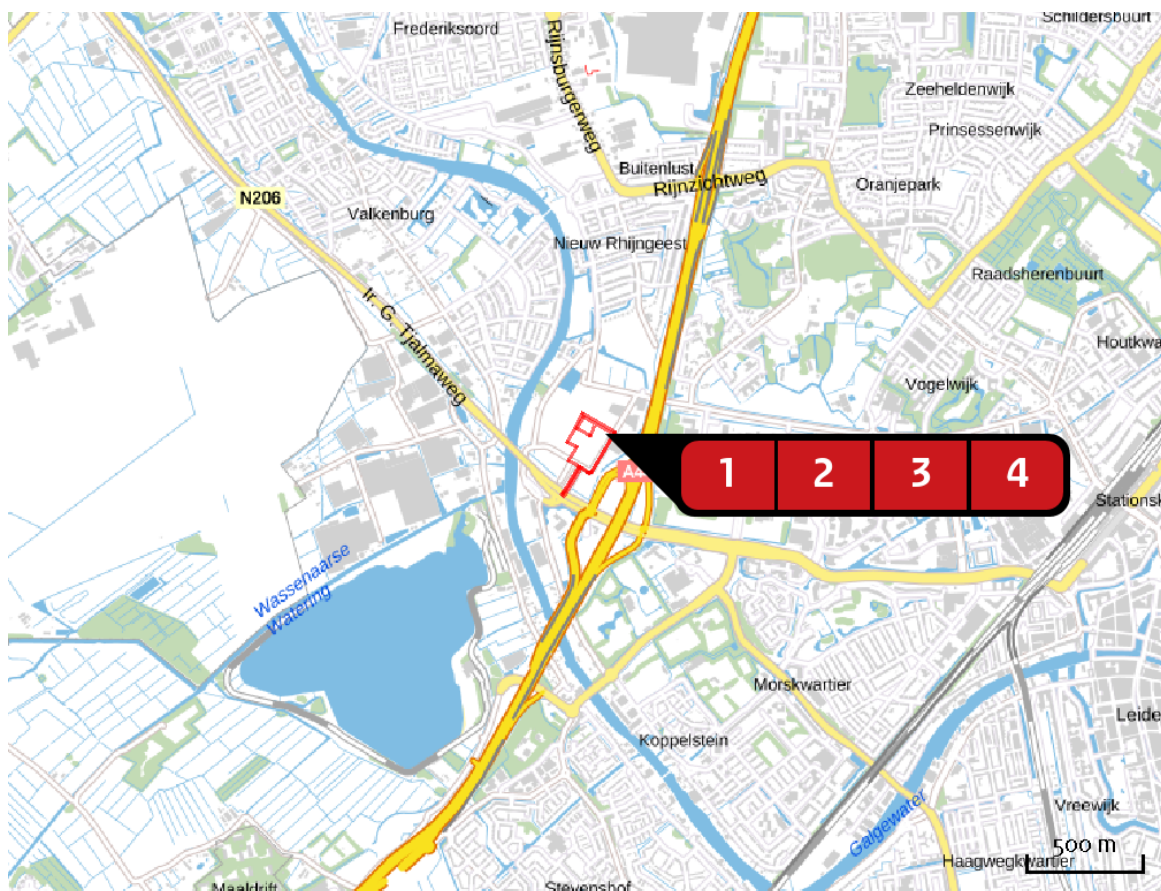 Schildersbuurt
Frederiksoord
Rijnsburgerweg
Zeeheldenwijk
Prinsessenwijk
Buitenlust
Rijnzichtweg
Oranjepark
N206
Valkenburg
Nieuw Rhijngeest
Raadsherenbuurt
Ir. G. Tjalmaweg
Houtkwa
Vogelwijk
A4
1 2 3 4
Stationsk
Wassenaarse
Watering
Morskwartier
Leide
Koppelstein
Galgewater
Vreewijk
500 m
Haagwegkwartier
Maaldrift
Stevenshof